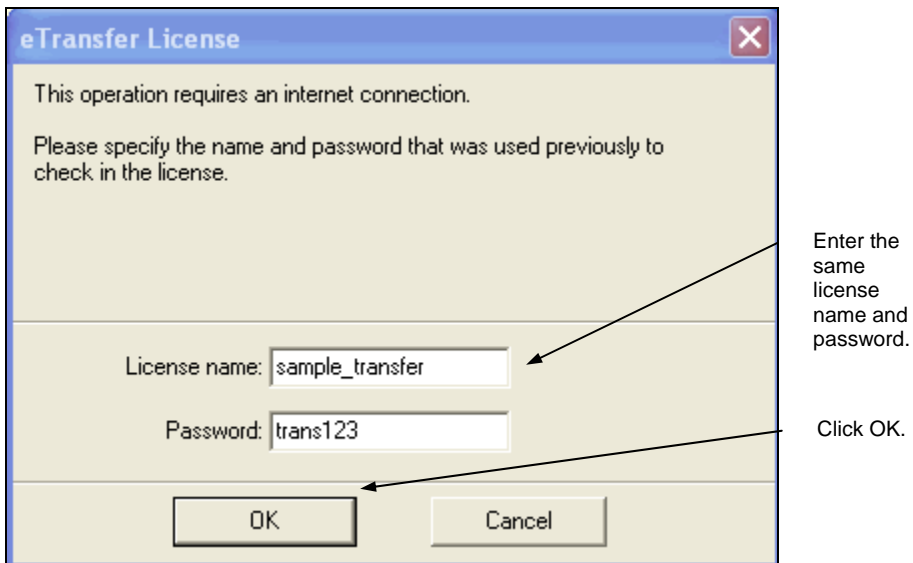 eTransfer License
This operation requires an internet connection.
Please specify the name and password that was used previously to
check in the license.
Enter the
same
license
name and
password.
License name: sample_transfer
Password: trans123
Click OK.
OK
Cancel